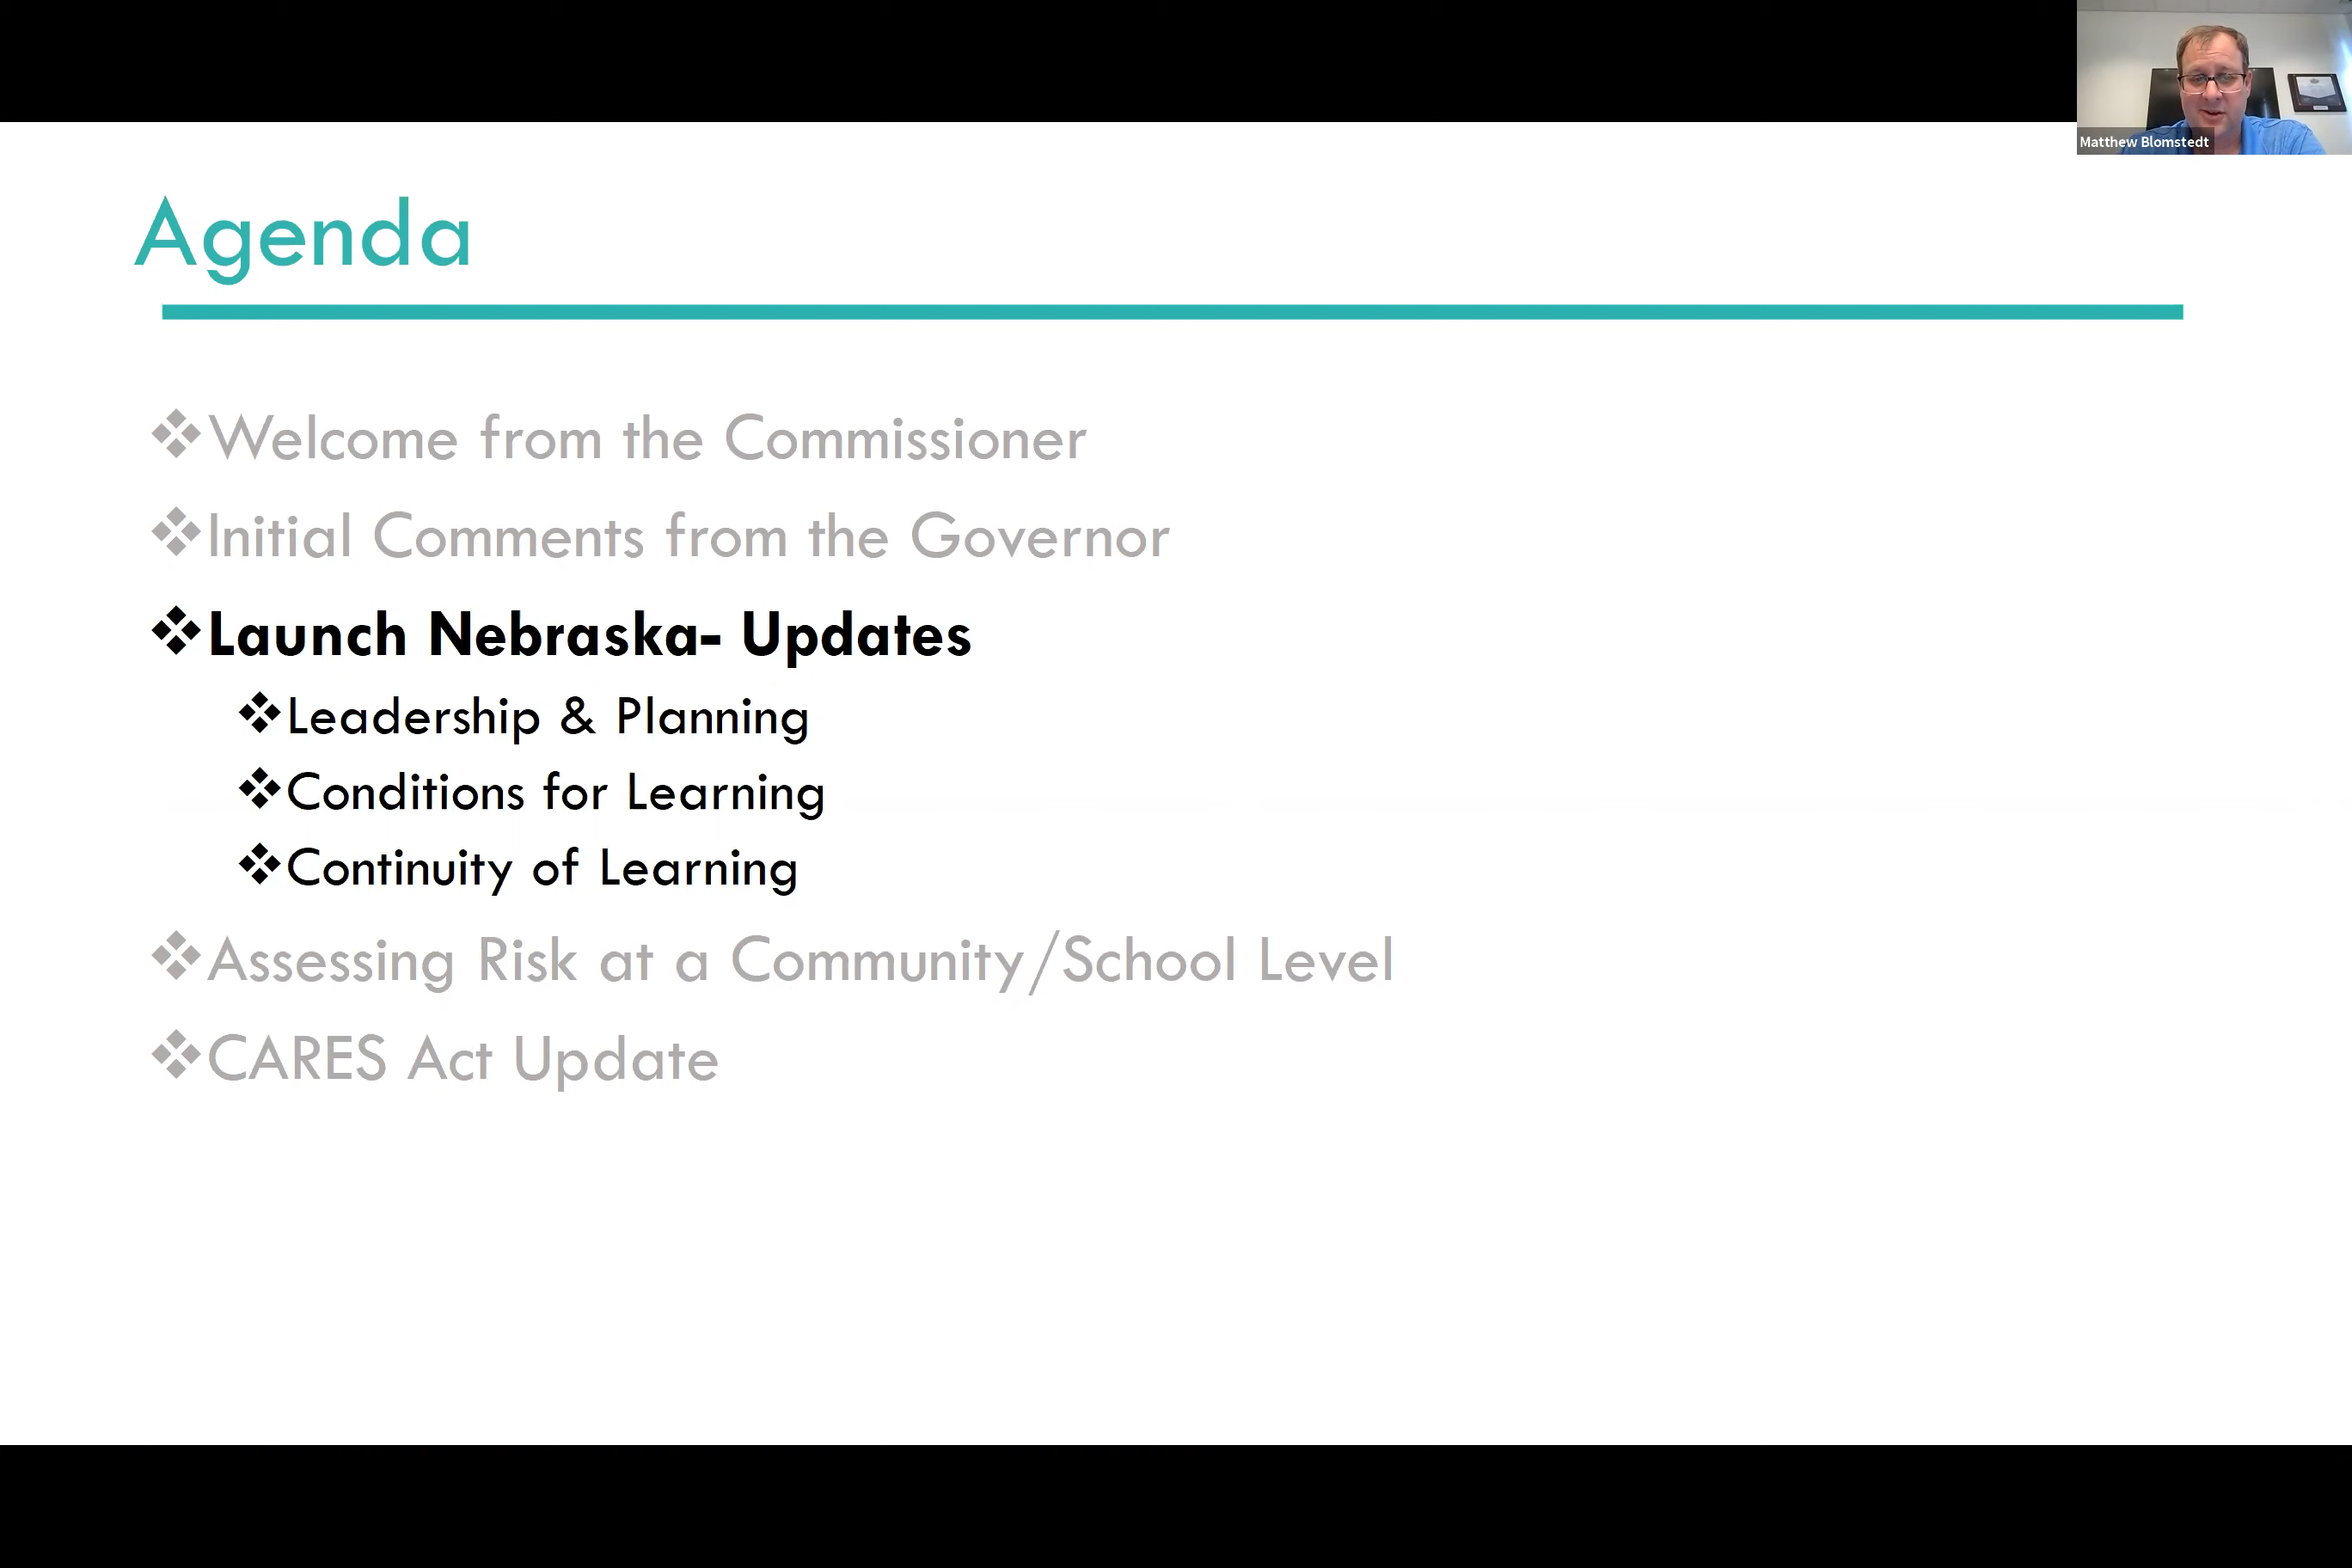 Matthew Blomstedt
Agenda
Welcome from the Commissioner
Initial Comments from the Governor
Launch Nebraska- Updates
Leadership & Planning
Conditions for Learning
Continuity of Learning
Assessing Risk at a Community/School Level
CARES Act Update